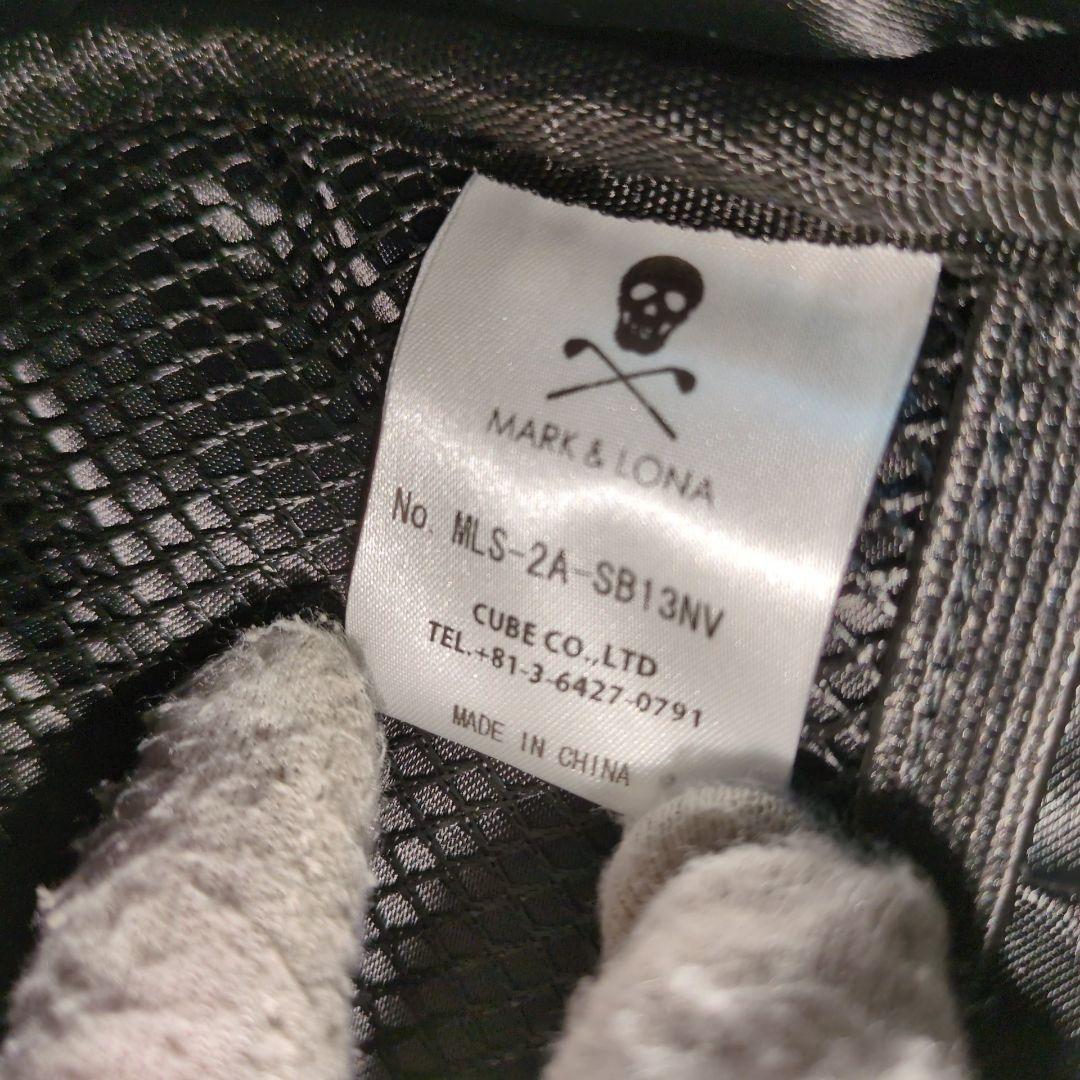 MARK & LONA
No. MLS-2A-SB13NV
CUBE CO.,LTD
TEL.+81-3-6427-0791
MADE IN CHINA